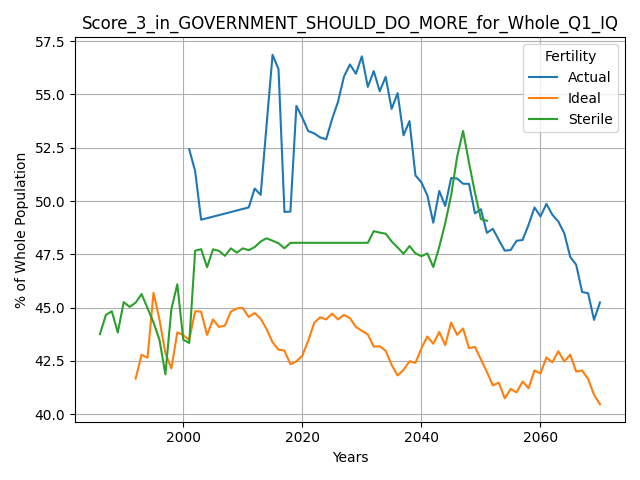 Score_3_in_GOVERNMENT_SHOULD_DO_MORE_for_Whole_Q1_IQ
57.5
55.0
52.5
50.0
47.5
45.0
42.5
40.0
% of Whole Population
Fertility
Actual
Ideal
Sterile
2000
2020
2040
2060
Years